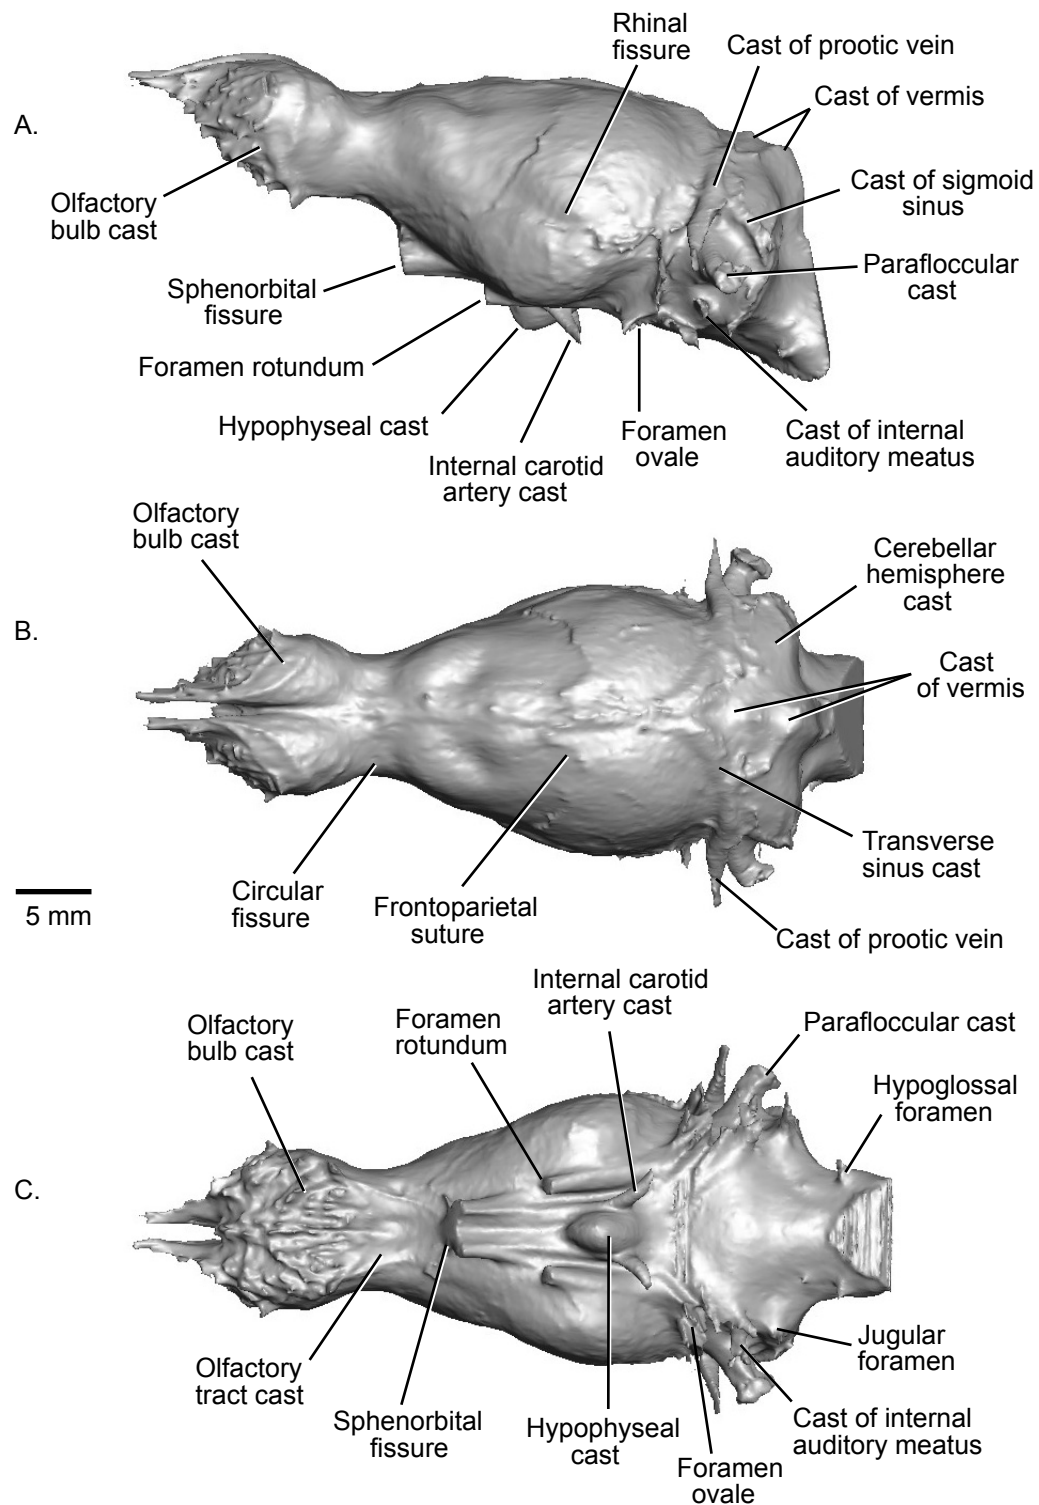 A.
Rhinal
fissure
Cast of prootic vein
Cast of vermis
Cast of sigmoid
sinus
Parafloccular
cast
Olfactory
bulb cast
Sphenorbital
fissure
Foramen rotundum
Hypophyseal cast
Internal carotid
artery cast
Foramen
ovale
Cast of internal
auditory meatus
B.
Olfactory
bulb cast
Cerebellar
hemisphere
cast
Cast
of vermis
Transverse
sinus cast
Cast of prootic vein
Circular
fissure
Frontoparietal
suture
5 mm
C.
Olfactory
bulb cast
Foramen
rotundum
Internal carotid
artery cast
Parafloccular cast
Hypoglossal
foramen
Jugular
foramen
Cast of internal
auditory meatus
Foramen
ovale
Hypophyseal
cast
Sphenorbital
fissure
Olfactory
tract cast